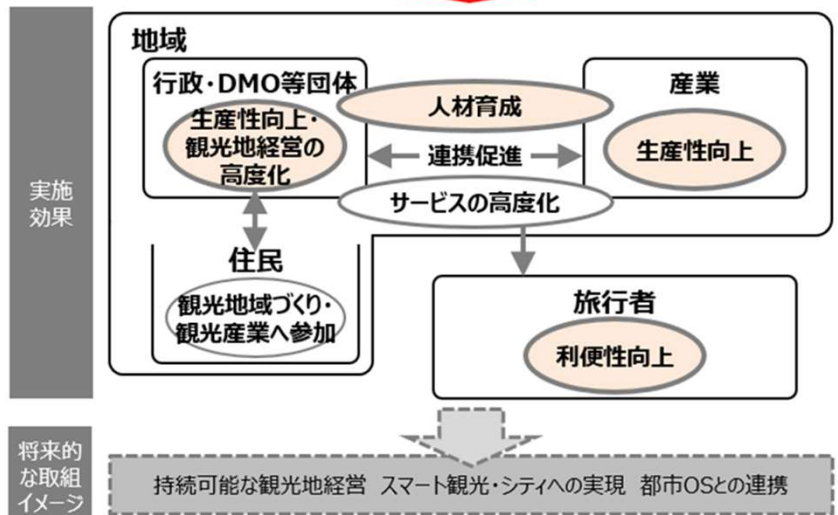 実施
効果
地域
行政・DMO等団体
生産性向上・
観光地経営の
高度化
人材育成
連携促進
サービスの高度化
産業
生産性向上
住民
観光地域づくり・
観光産業へ参加
旅行者
利便性向上
将来的
な取組
イメージ
持続可能な観光地経営 スマート観光・シティへの実現 都市OSとの連携